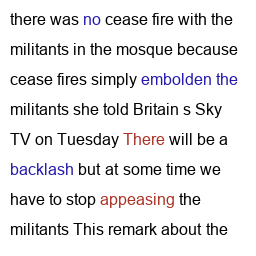 there was no cease fire with the
militants in the mosque because
cease fires simply embolden the
militants she told Britain s Sky
TV on Tuesday There will be a
backlash but at some time we
have to stop appeasing the
militants This remark about the